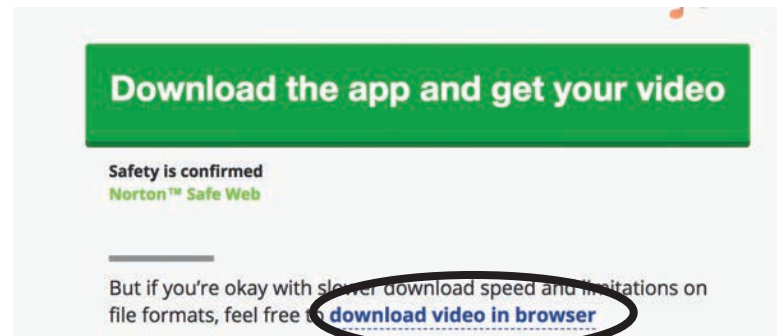 Download the app and get your video
Safety is confirmed
Norton™ Safe Web
But if you're okay with slower download speed and limitations on
file formats, feel free to download video in browser